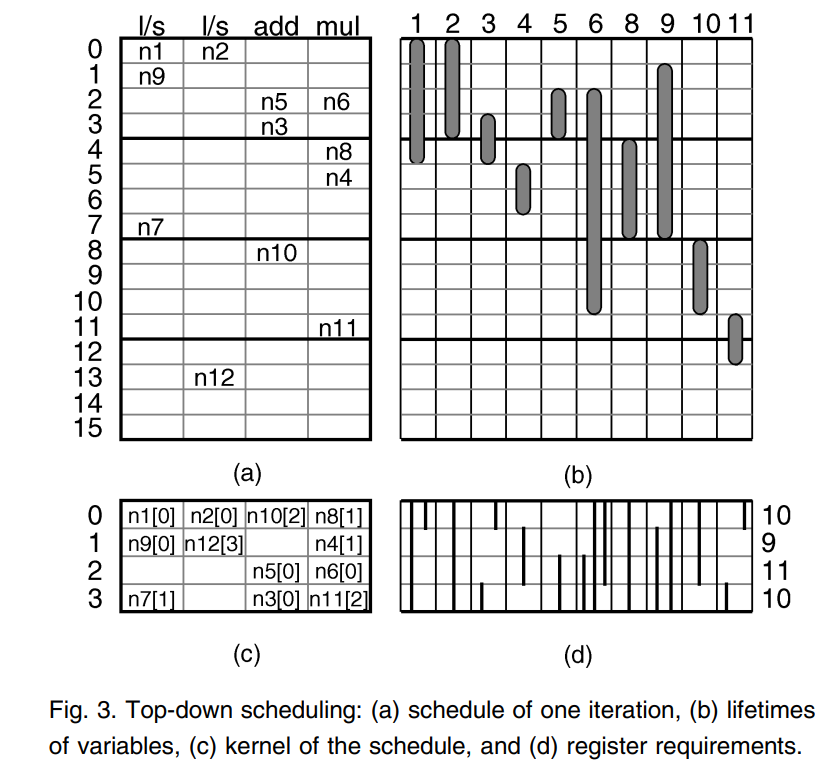 l/s l/s add mul 1 2 3 4 5 6 8 9 10 11
0 n1 n2
1 n9
2 n5 n6
3 n3
4 n8
5 n4
6
7 n7
8 n10
9
10
11 n11
12
13 n12
14
15
(a) (b)
0 n1[0] n2[0] n10[2] n8[1] 10
1 n9[0] n12[3] n4[1] 9
2 n5[0] n6[0] 11
3 n7[1] n3[0] n11[2] 10
(c) (d)
Fig. 3. Top-down scheduling: (a) schedule of one iteration, (b) lifetimes
of variables, (c) kernel of the schedule, and (d) register requirements.